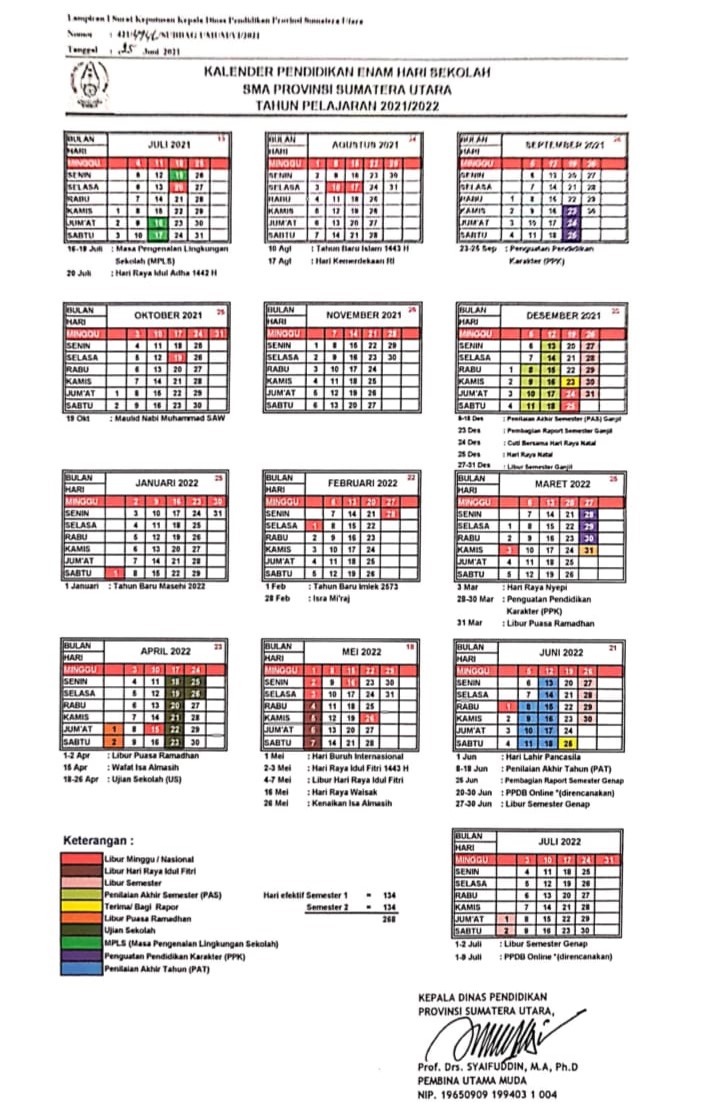 Lampiran I Surat Keputusan Kepala Dinas Pendidikan Provinsi Sumatera Utara
Nomor :
Tanggal : 25 Juni 2021
KALENDER PENDIDIKAN ENAM HARI SEKOLAH
SMA PROVINSI SUMATERA UTARA
TAHUN PELAJARAN 2021/2022
BULAN
HARI
JULI 2021
MINGGU 4 11 18 25
SENIN 5 12 19 26
SELASA 6 13 20 27
RABU 7 14 21 28
KAMIS 1 8 15 22 29
JUM'AT 2 9 16 23 30
SABTU 3 10 17 24 31
16-19 Juli : Masa Pengenalan Lingkungan
Sekolah (MPLS)
20 Juli : Hari Raya Idul Adha 1442 H
BULAN
HARI
AGUSTUS 2021
MINGGU 1 8 15 22 29
SENIN 2 9 16 23 30
SELASA 3 10 17 24 31
RABU 4 11 18 25
KAMIS 5 12 19 26
JUM'AT 6 13 20 27
SABTU 7 14 21 28
10 Agt : Tahun Baru Islam 1443 H
17 Agt : Hari Kemerdekaan RI
BULAN
HARI
SEPTEMBER 2021
MINGGU 5 12 19 26
SENIN 6 13 20 27
SELASA 7 14 21 28
RABU 1 8 15 22 29
KAMIS 2 9 16 23 30
JUM'AT 3 10 17 24
SABTU 4 11 18 25
23-25 Sep : Penguatan Pendidikan
Karakter (PPK)
BULAN
HARI
OKTOBER 2021 25
MINGGU 3 10 17 24 31
SENIN 4 11 18 25
SELASA 5 12 19 26
RABU 6 13 20 27
KAMIS 7 14 21 28
JUM'AT 1 8 15 22 29
SABTU 2 9 16 23 30
19 Okt : Maulid Nabi Muhammad SAW
BULAN
HARI
NOVEMBER 2021 26
MINGGU 7 14 21 28
SENIN 1 8 15 22 29
SELASA 2 9 16 23 30
RABU 3 10 17 24
KAMIS 4 11 18 25
JUM'AT 5 12 19 26
SABTU 6 13 20 27
BULAN
HARI
DESEMBER 2021
MINGGU 5 12 19 26
SENIN 6 13 20 27
SELASA 7 14 21 28
RABU 1 8 15 22 29
KAMIS 2 9 16 23 30
JUM'AT 3 10 17 24 31
SABTU 4 11 18 25
8-18 Des : Penilaian Akhir Semester (PAS) Ganjil
23 Des : Pembagian Raport Semester Ganjil
24 Des : Cuti Bersama Hari Raya Natal
25 Des : Hari Raya Natal
27-31 Des : Libur Semester Ganjil
BULAN
HARI
JANUARI 2022 25
MINGGU 2 9 16 23 30
SENIN 3 10 17 24 31
SELASA 4 11 18 25
RABU 5 12 19 26
KAMIS 6 13 20 27
JUM'AT 7 14 21 28
SABTU 1 8 15 22 29
1 Januari : Tahun Baru Masehi 2022
BULAN
HARI
FEBRUARI 2022 22
MINGGU 6 13 20 27
SENIN 7 14 21 28
SELASA 1 8 15 22
RABU 2 9 16 23
KAMIS 3 10 17 24
JUM'AT 4 11 18 25
SABTU 5 12 19 26
1 Feb : Tahun Baru Imlek 2573
28 Feb : Isra Mi'raj
BULAN
HARI
MARET 2022 25
MINGGU 6 13 20 27
SENIN 7 14 21 28
SELASA 1 8 15 22 29
RABU 2 9 16 23 30
KAMIS 3 10 17 24 31
JUM'AT 4 11 18 25
SABTU 5 12 19 26
3 Mar : Hari Raya Nyepi
28-30 Mar : Penguatan Pendidikan
Karakter (PPK)
31 Mar : Libur Puasa Ramadhan
BULAN
HARI
APRIL 2022 23
MINGGU 3 10 17 24
SENIN 4 11 18 25
SELASA 5 12 19 26
RABU 6 13 20 27
KAMIS 7 14 21 28
JUM'AT 1 8 15 22 29
SABTU 2 9 16 23 30
1-2 Apr : Libur Puasa Ramadhan
15 Apr : Wafat Isa Almasih
18-26 Apr : Ujian Sekolah (US)
BULAN
HARI
MEI 2022 18
MINGGU 1 8 15 22 29
SENIN 2 9 16 23 30
SELASA 3 10 17 24 31
RABU 4 11 18 25
KAMIS 5 12 19 26
JUM'AT 6 13 20 27
SABTU 7 14 21 28
1 Mei : Hari Buruh Internasional
2-3 Mei : Hari Raya Idul Fitri 1443 H
4-7 Mei : Libur Hari Raya Idul Fitri
16 Mei : Hari Raya Waisak
26 Mei : Kenaikan Isa Almasih
BULAN
HARI
JUNI 2022 21
MINGGU 5 12 19 26
SENIN 6 13 20 27
SELASA 7 14 21 28
RABU 1 8 15 22 29
KAMIS 2 9 16 23 30
JUM'AT 3 10 17 24
SABTU 4 11 18 25
1 Jun : Hari Lahir Pancasila
8-18 Jun : Penilaian Akhir Tahun (PAT)
25 Jun : Pembagian Raport Semester Genap
20-30 Jun : PPDB Online *(direncanakan)
27-30 Jun : Libur Semester Genap
Keterangan :
Libur Minggu / Nasional
Libur Hari Raya Idul Fitri
Libur Semester
Penilaian Akhir Semester (PAS)
Terima/ Bagi Rapor
Libur Puasa Ramadhan
Ujian Sekolah
MPLS (Masa Pengenalan Lingkungan Sekolah)
Penguatan Pendidikan Karakter (PPK)
Penilaian Akhir Tahun (PAT)
Hari efektif Semester 1 = 134
Semester 2 = 134
268
BULAN
HARI
JULI 2022
MINGGU 3 10 17 24 31
SENIN 4 11 18 25
SELASA 5 12 19 26
RABU 6 13 20 27
KAMIS 7 14 21 28
JUM'AT 1 8 15 22 29
SABTU 2 9 16 23 30
1-2 Juli : Libur Semester Genap
1-9 Juli : PPDB Online *(direncanakan)
KEPALA DINAS PENDIDIKAN
PROVINSI SUMATERA UTARA,
Prof. Drs. SYAIFUDDIN, M.A, Ph.D
PEMBINA UTAMA MUDA
NIP. 19650909 199403 1 004